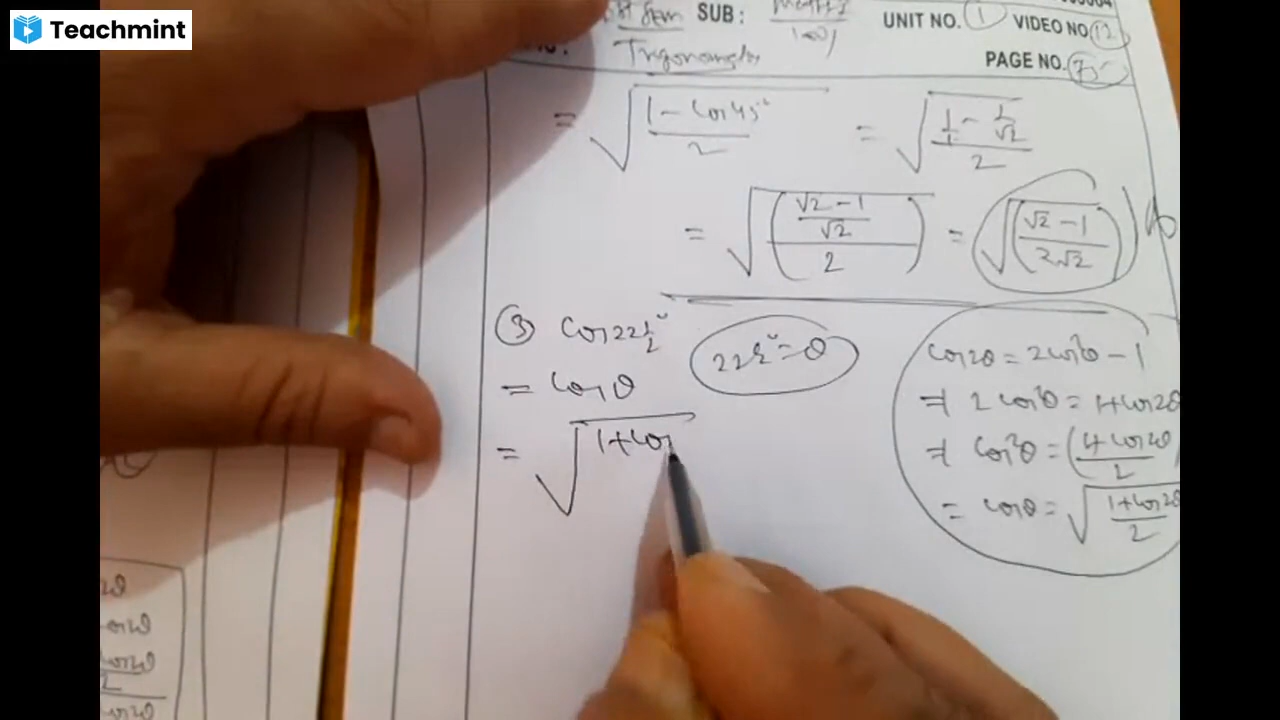 Teachmint
Sem SUB: UNIT NO. 1 VIDEO NO. 12
Trigonometry PAGE NO. 75
= √((1 - cos45°)/2) = √((1/1 - 1/√2)/2)
= √(((√2 - 1)/√2)/2) = √((√2 - 1)/(2√2))
③ cos22½° 22½° = θ
= cosθ
= √(1+cos
cos2θ = 2cos²θ - 1
⇒ 2cos²θ = 1+cos2θ
⇒ cos²θ = (1+cos2θ)/2
= cosθ = √((1+cos2θ)/2)